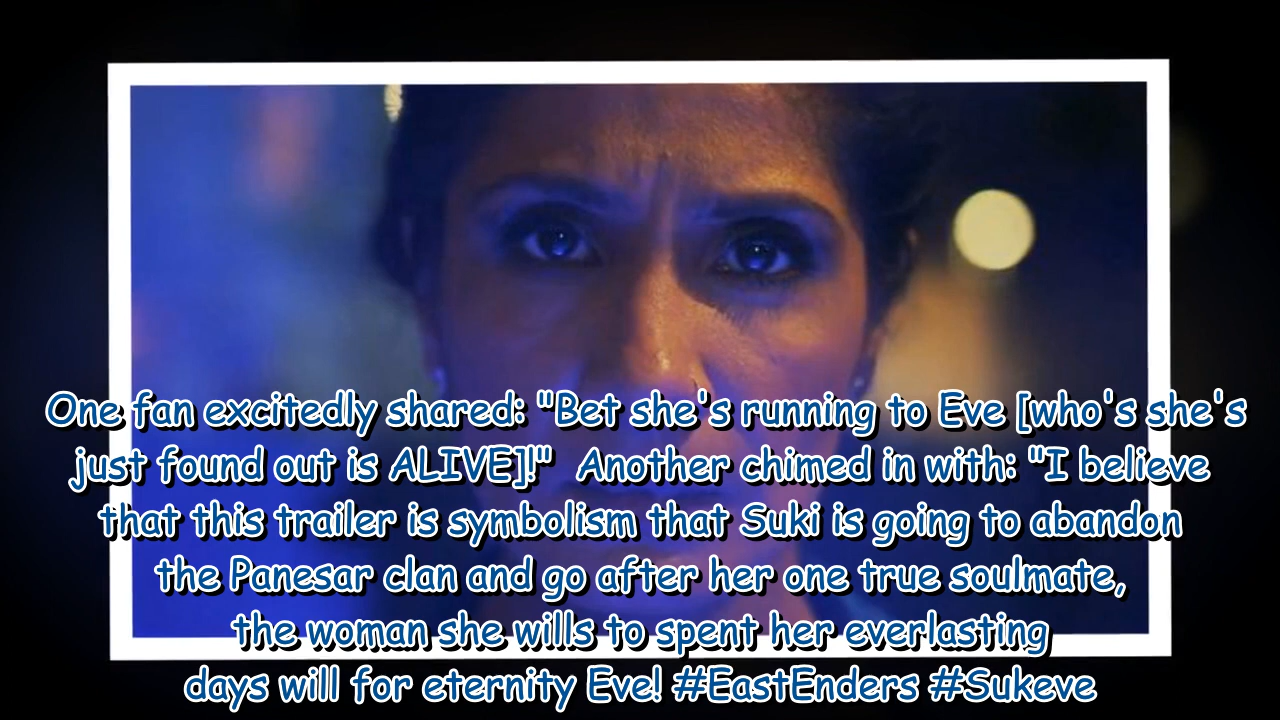 One fan excitedly shared: "Bet she's running to Eve [who's she's
just found out is ALIVE]!"  Another chimed in with: "I believe
that this trailer is symbolism that Suki is going to abandon
the Panesar clan and go after her one true soulmate,
the woman she wills to spent her everlasting
days will for eternity Eve! #EastEnders #Sukeve